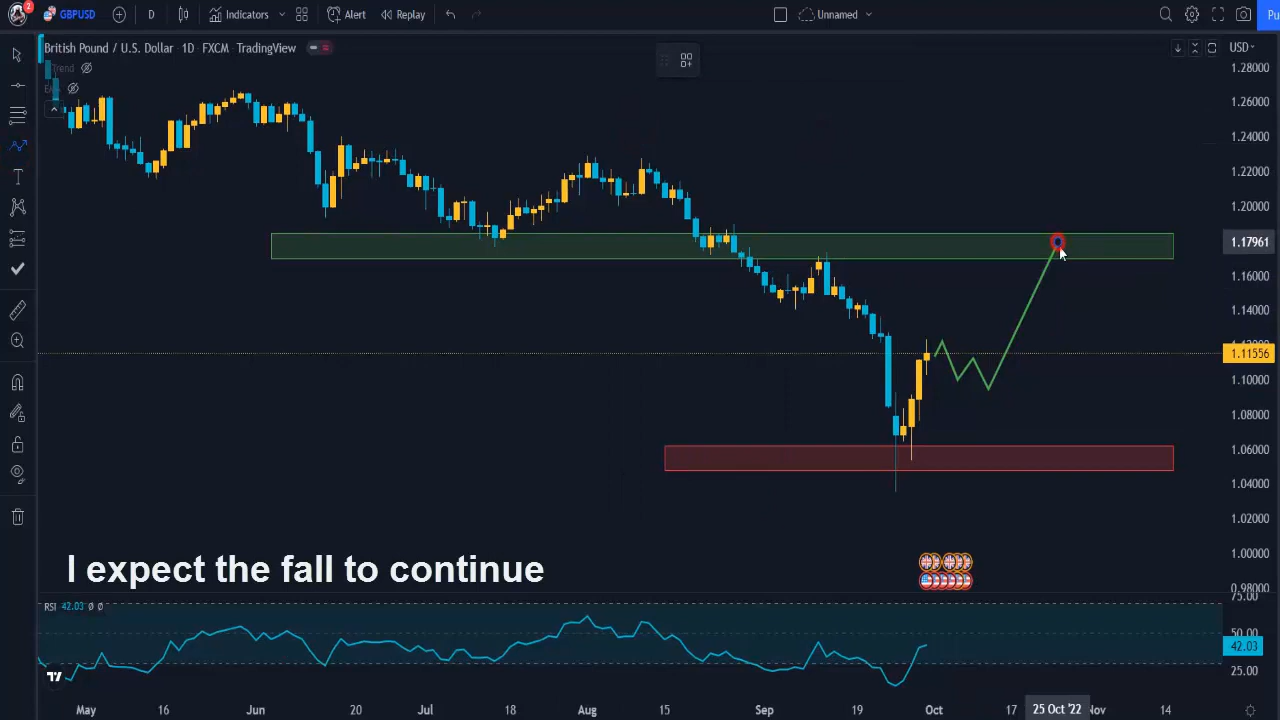 2
GBPUSD
D
Indicators
Alert
Replay
Unnamed
Pu
British Pound / U.S. Dollar · 1D · FXCM TradingView
USD
Trend
1.28000
1.26000
1.24000
1.22000
1.20000
1.17961
1.16000
1.14000
1.11556
1.10000
1.08000
1.06000
1.04000
1.02000
1.00000
0.98000
I expect the fall to continue
RSI 42.03 Ø Ø
75.00
50.00
42.03
25.00
May 16 Jun 20 Jul 18 Aug 15 Sep 19 Oct 17 25 Oct '22 Nov 14